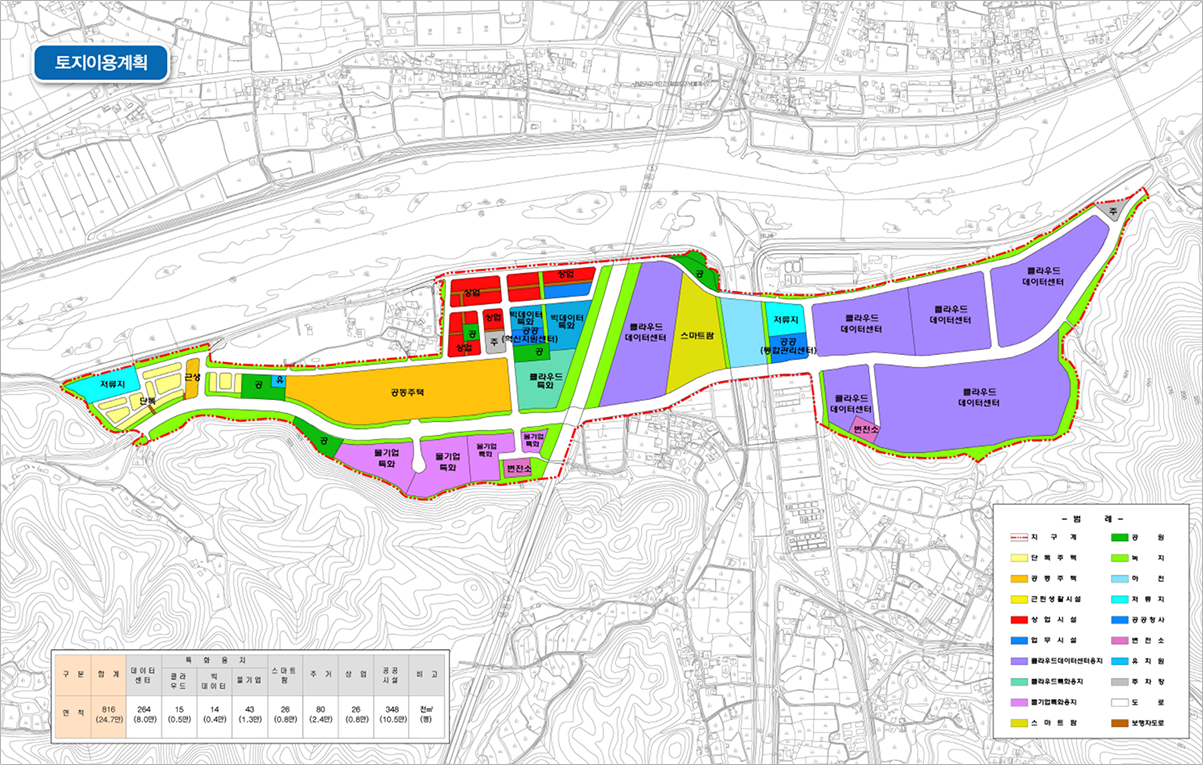 토지이용계획
주
상업
상업
공
클라우드
데이터센터
빅데이터
특화
빅데이터
특화
상업
클라우드
데이터센터
스마트팜
저류지
클라우드
데이터센터
클라우드
데이터센터
공
주
공공
(혁신지원센터)
상업
공
공공
(통합관리센터)
저류지
근생
단독
공
유
공동주택
클라우드
특화
클라우드
데이터센터
클라우드
데이터센터
변전소
공
물기업
특화
물기업
특화
물기업
특화
물기업
특화
변전소
- 범 례 -
지 구 계
공 원
단 독 주 택
녹 지
공 동 주 택
하 천
근린생활시설
저 류 지
상 업 시 설
공공청사
업 무 시 설
변 전 소
클라우드데이터센터용지
유 치 원
클라우드특화용지
주 차 장
물기업특화용지
도 로
스 마 트 팜
보행자도로
구 분 합 계 데이터센터 특 화 용 지 스마트팜 주 거 상 업 공공시설 비 고
클라우드 빅데이터 물기업
면 적 816 264 15 14 43 26 80 26 348 천㎡
(24.7만) (8.0만) (0.5만) (0.4만) (1.3만) (0.8만) (2.4만) (0.8만) (10.5만) (평)